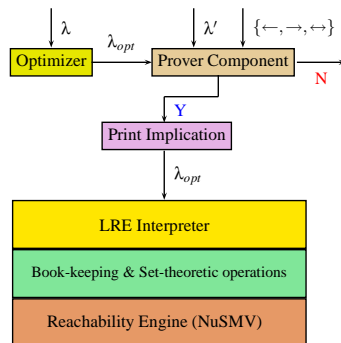 λ
λ′
{←, →, ↔}
λopt
Optimizer
Prover Component
N
Y
Print Implication
λopt
LRE Interpreter
Book-keeping & Set-theoretic operations
Reachability Engine (NuSMV)